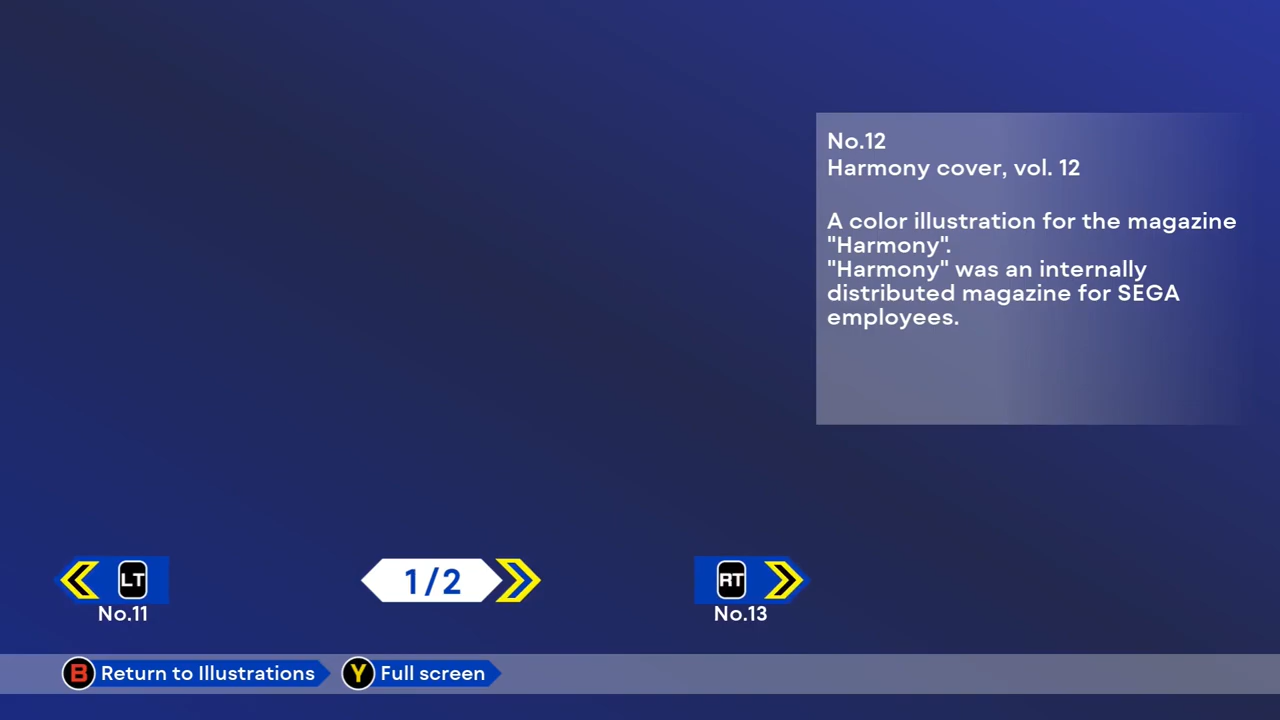 No.12
Harmony cover, vol. 12
A color illustration for the magazine
"Harmony".
"Harmony" was an internally
distributed magazine for SEGA
employees.
LT
No.11
1/2
RT
No.13
B Return to Illustrations
Y Full screen